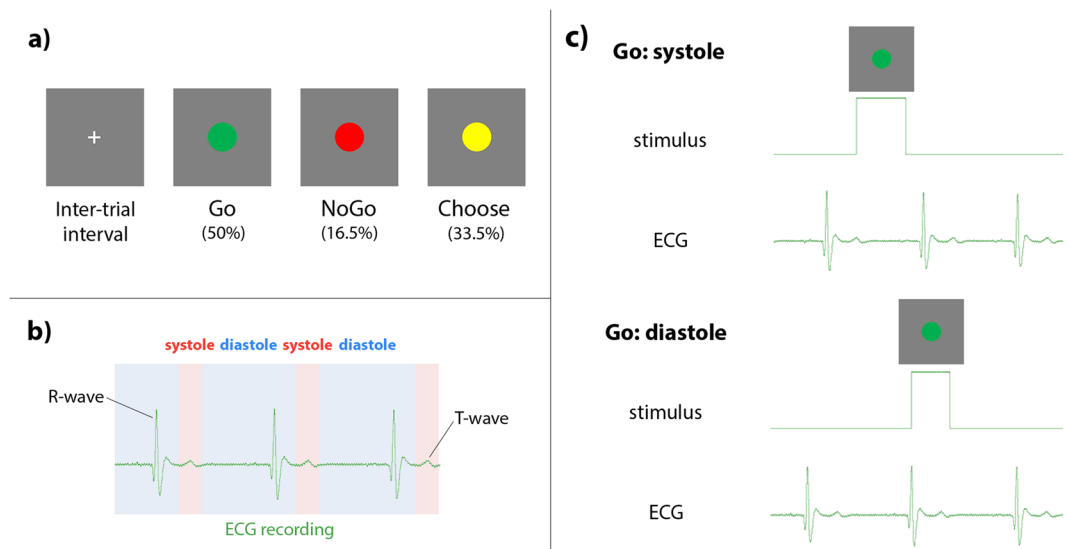 a)
Inter-trial
interval
Go
(50%)
NoGo
(16.5%)
Choose
(33.5%)
b)
systole diastole systole diastole
R-wave
T-wave
ECG recording
c)
Go: systole
stimulus
ECG
Go: diastole
stimulus
ECG